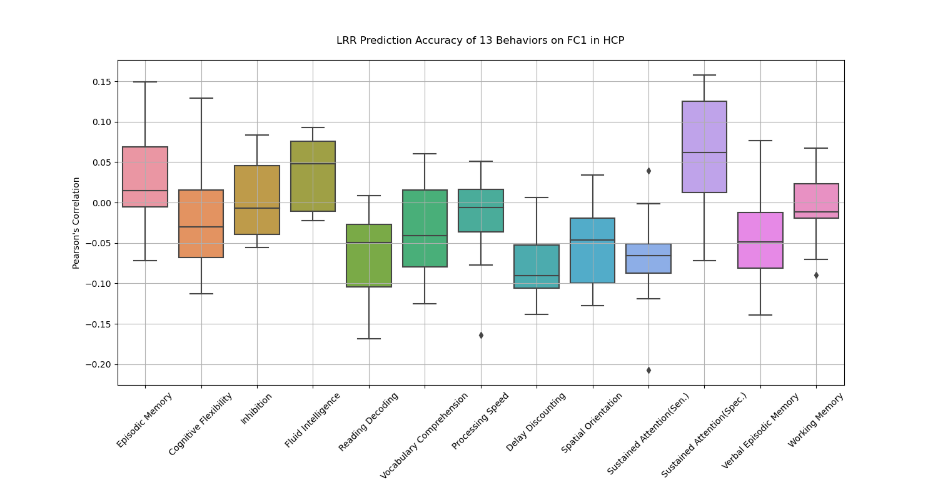 LRR Prediction Accuracy of 13 Behaviors on FC1 in HCP
Pearson's Correlation
0.15
0.10
0.05
0.00
−0.05
−0.10
−0.15
−0.20
Episodic Memory
Cognitive Flexibility
Inhibition
Fluid Intelligence
Reading Decoding
Vocabulary Comprehension
Processing Speed
Delay Discounting
Spatial Orientation
Sustained Attention(Sen.)
Sustained Attention(Spec.)
Verbal Episodic Memory
Working Memory